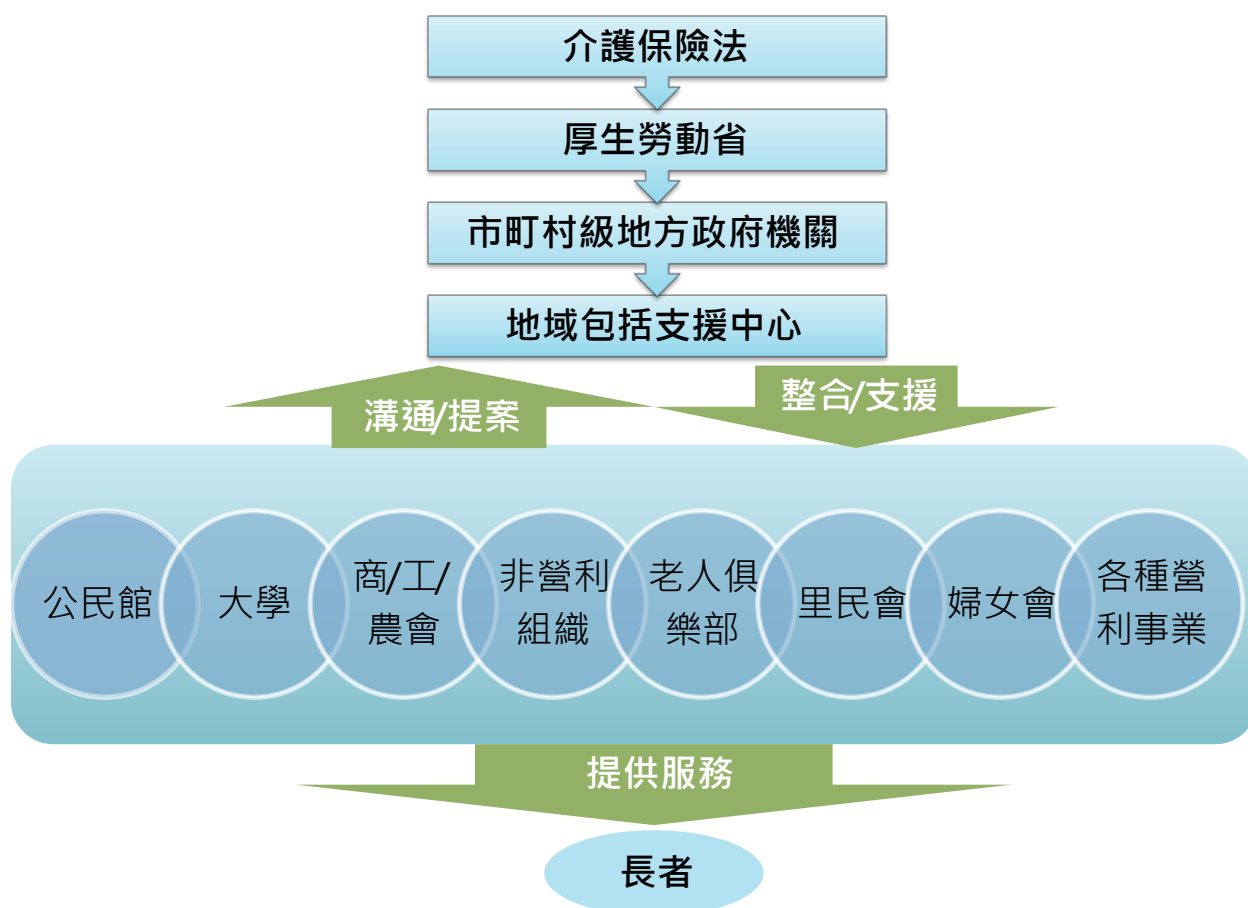 介護保險法
厚生勞動省
市町村級地方政府機關
地域包括支援中心
溝通/提案
整合/支援
公民館
大學
商/工/
農會
非營利
組織
老人俱
樂部
里民會
婦女會
各種營
利事業
提供服務
長者